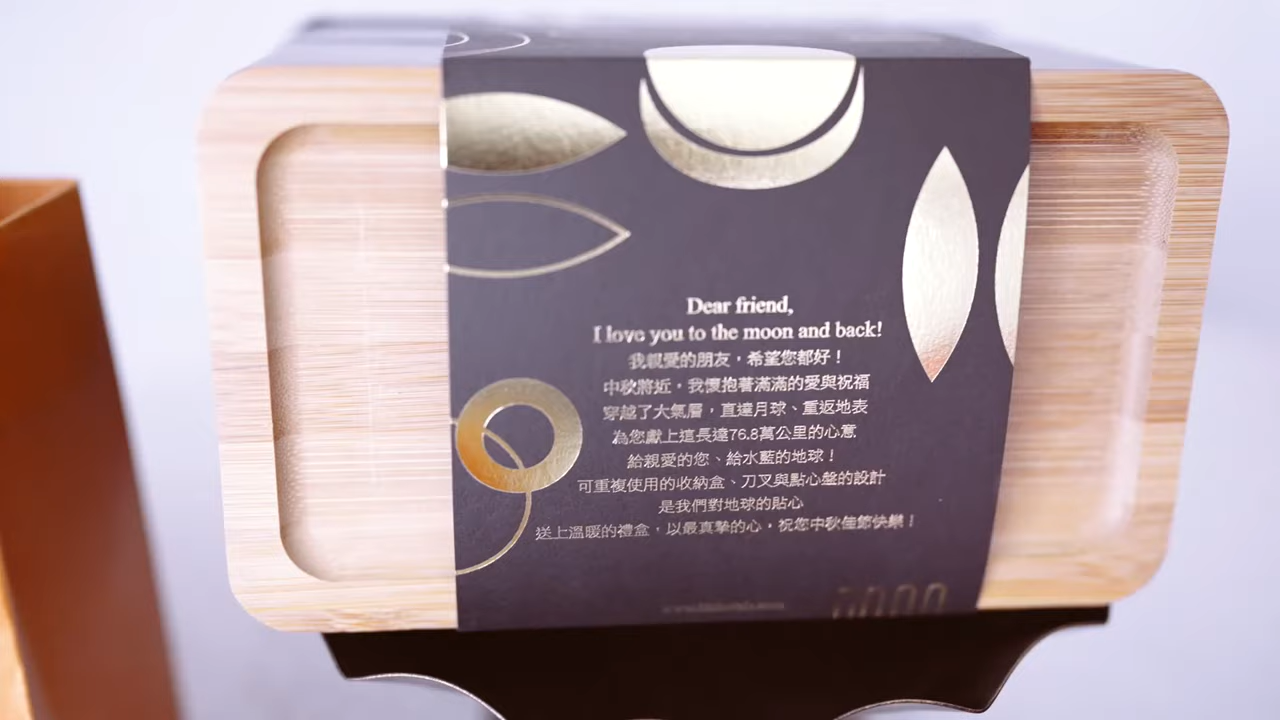 Dear friend,
I love you to the moon and back!
我親愛的朋友，希望您都好！
中秋將近，我懷抱著滿滿的愛與祝福
穿越了大氣層，直達月球、重返地表
為您獻上這長達76.8萬公里的心意
給親愛的您、給水藍的地球！
可重複使用的收納盒、刀叉與點心盤的設計
是我們對地球的貼心
送上溫暖的禮盒，以最真摯的心，祝您中秋佳節快樂！